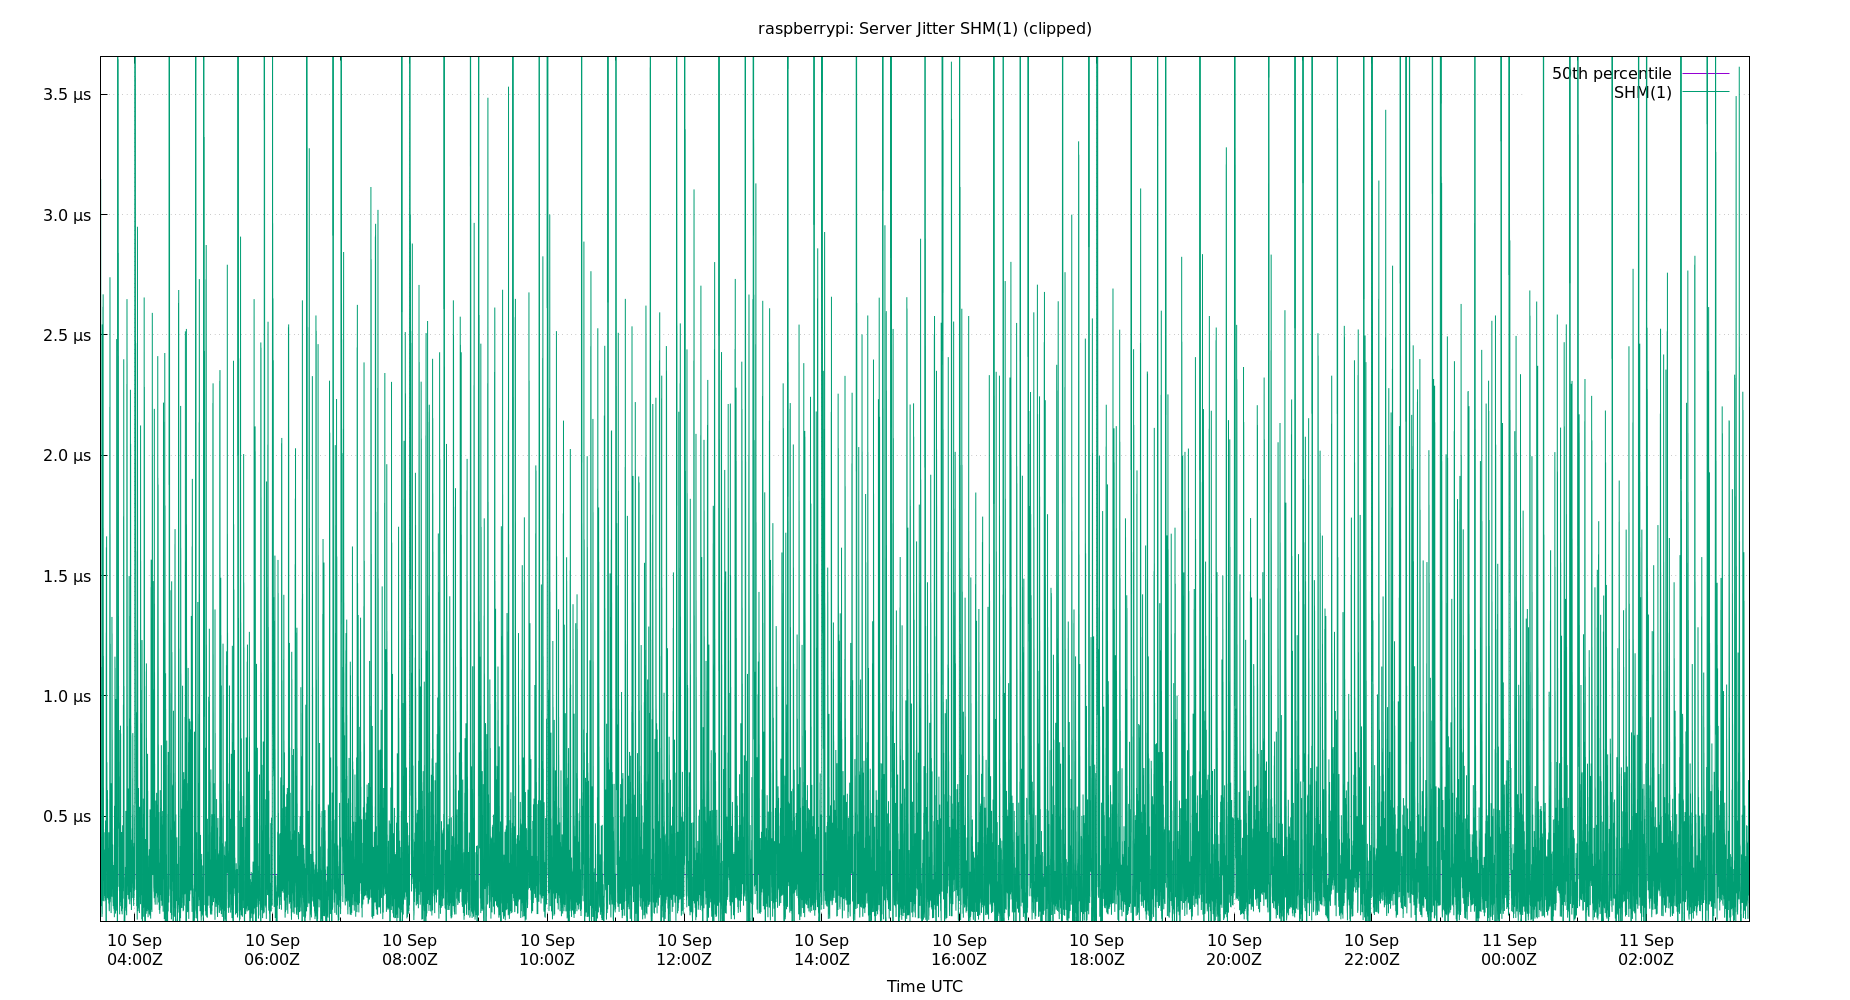 raspberrypi: Server Jitter SHM(1) (clipped)
50th percentile
SHM(1)
3.5 µs
3.0 µs
2.5 µs
2.0 µs
1.5 µs
1.0 µs
0.5 µs
10 Sep 10 Sep 10 Sep 10 Sep 10 Sep 10 Sep 10 Sep 10 Sep 10 Sep 10 Sep 11 Sep 11 Sep
04:00Z 06:00Z 08:00Z 10:00Z 12:00Z 14:00Z 16:00Z 18:00Z 20:00Z 22:00Z 00:00Z 02:00Z
Time UTC